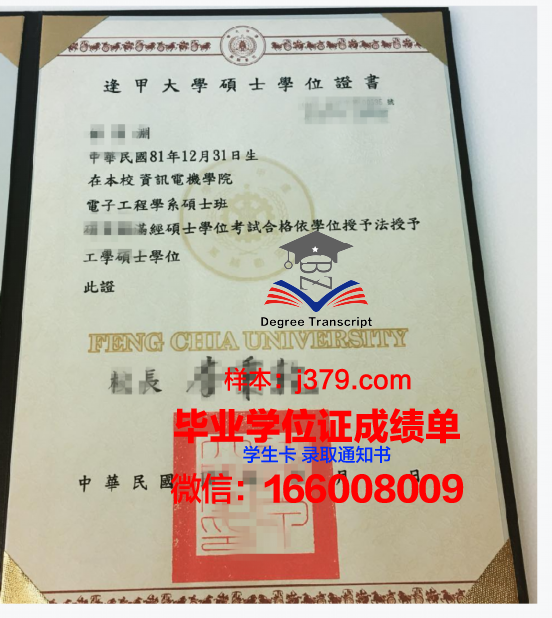 逢甲大學碩士學位證書
號
中華民國81年12月31日生
在本校 資訊電機學院
電子工程學系碩士班
滿經碩士學位考試合格依學位授予法授予
工學碩士學位
此證
BZ
Degree Transcript
FENG CHIA UNIVERSITY
校長
样本：j379.com
毕业学位证成绩单
学生卡 录取通知书
中華民國 月 日
微信：166008009